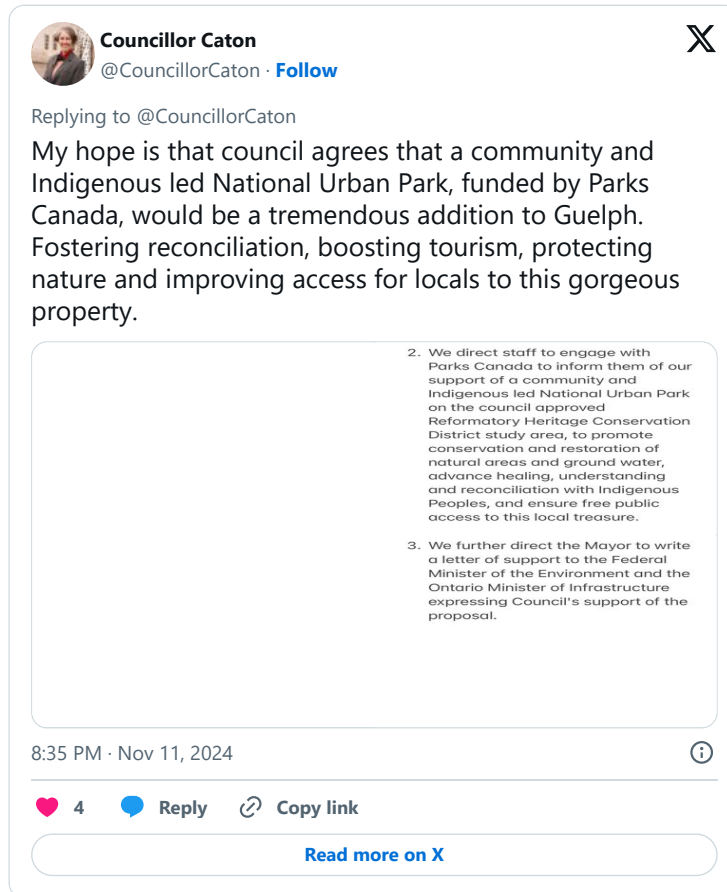 Councillor Caton
@CouncillorCaton · Follow
Replying to @CouncillorCaton
My hope is that council agrees that a community and
Indigenous led National Urban Park, funded by Parks
Canada, would be a tremendous addition to Guelph.
Fostering reconciliation, boosting tourism, protecting
nature and improving access for locals to this gorgeous
property.
2. We direct staff to engage with
Parks Canada to inform them of our
support of a community and
Indigenous led National Urban Park
on the council approved
Reformatory Heritage Conservation
District study area, to promote
conservation and restoration of
natural areas and ground water,
advance healing, understanding
and reconciliation with Indigenous
Peoples, and ensure free public
access to this local treasure.
3. We further direct the Mayor to write
a letter of support to the Federal
Minister of the Environment and the
Ontario Minister of Infrastructure
expressing Council's support of the
proposal.
8:35 PM · Nov 11, 2024
4 Reply Copy link
Read more on X